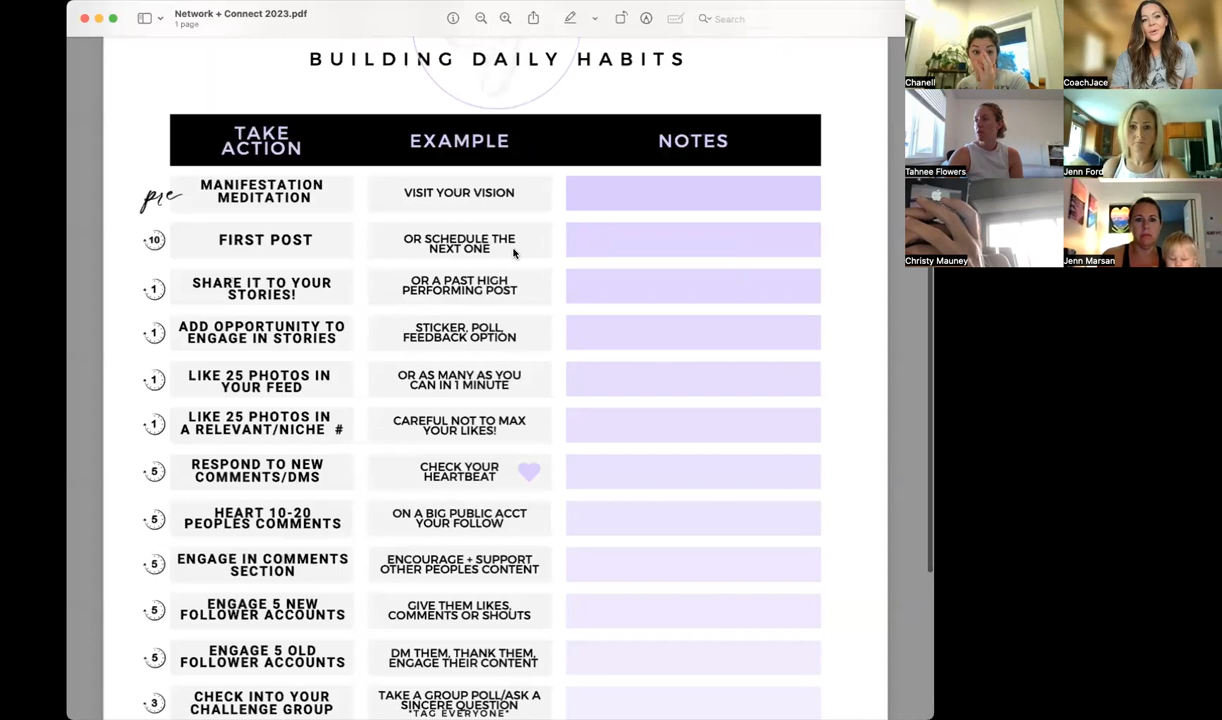 Network + Connect 2023.pdf
1 page
Search
BUILDING DAILY HABITS
TAKE
ACTION
EXAMPLE
NOTES
pre
MANIFESTATION
MEDITATION
VISIT YOUR VISION
10
FIRST POST
OR SCHEDULE THE
NEXT ONE
1
SHARE IT TO YOUR
STORIES!
OR A PAST HIGH
PERFORMING POST
1
ADD OPPORTUNITY TO
ENGAGE IN STORIES
STICKER, POLL,
FEEDBACK OPTION
1
LIKE 25 PHOTOS IN
YOUR FEED
OR AS MANY AS YOU
CAN IN 1 MINUTE
1
LIKE 25 PHOTOS IN
A RELEVANT/NICHE #
CAREFUL NOT TO MAX
YOUR LIKES!
5
RESPOND TO NEW
COMMENTS/DMS
CHECK YOUR
HEARTBEAT
5
HEART 10-20
PEOPLES COMMENTS
ON A BIG PUBLIC ACCT
YOUR FOLLOW
5
ENGAGE IN COMMENTS
SECTION
ENCOURAGE + SUPPORT
OTHER PEOPLES CONTENT
5
ENGAGE 5 NEW
FOLLOWER ACCOUNTS
GIVE THEM LIKES,
COMMENTS OR SHOUTS
5
ENGAGE 5 OLD
FOLLOWER ACCOUNTS
DM THEM, THANK THEM,
ENGAGE THEIR CONTENT
3
CHECK INTO YOUR
CHALLENGE GROUP
TAKE A GROUP POLL/ASK A
SINCERE QUESTION
*TAG EVERYONE*
Chanell
CoachJace
Tahnee Flowers
Jenn Ford
Christy Mauney
Jenn Marsan